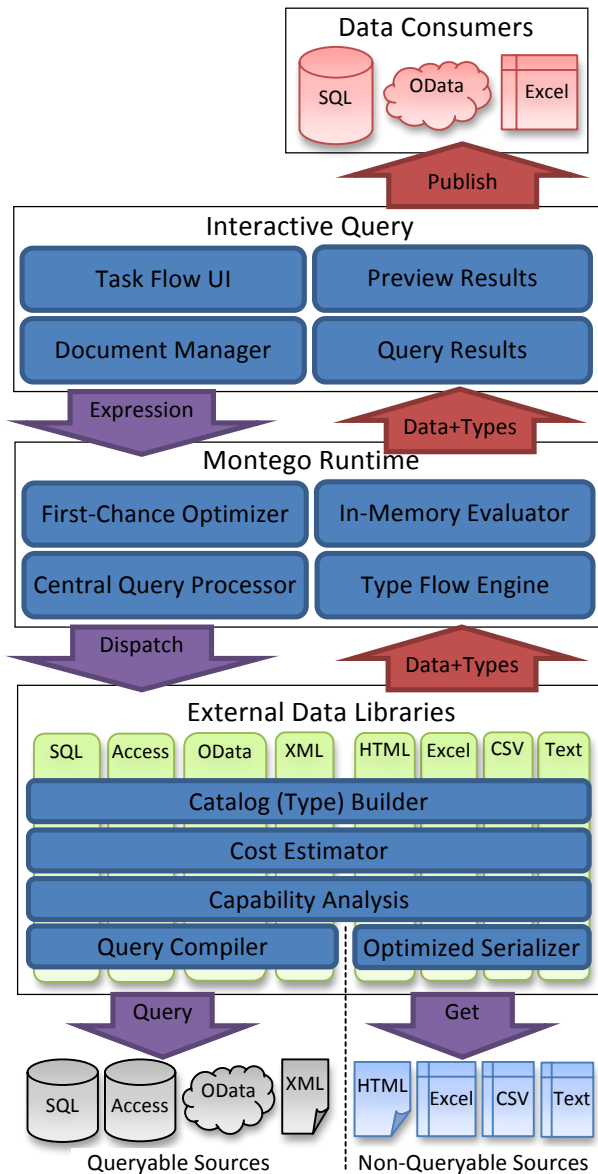 Data Consumers
SQL
OData
Excel
Publish
Interactive Query
Task Flow UI
Preview Results
Document Manager
Query Results
Expression
Data+Types
Montego Runtime
First-Chance Optimizer
In-Memory Evaluator
Central Query Processor
Type Flow Engine
Dispatch
Data+Types
External Data Libraries
SQL
Access
OData
XML
HTML
Excel
CSV
Text
Catalog (Type) Builder
Cost Estimator
Capability Analysis
Query Compiler
Optimized Serializer
Query
Get
SQL
Access
OData
XML
HTML
Excel
CSV
Text
Queryable Sources
Non-Queryable Sources